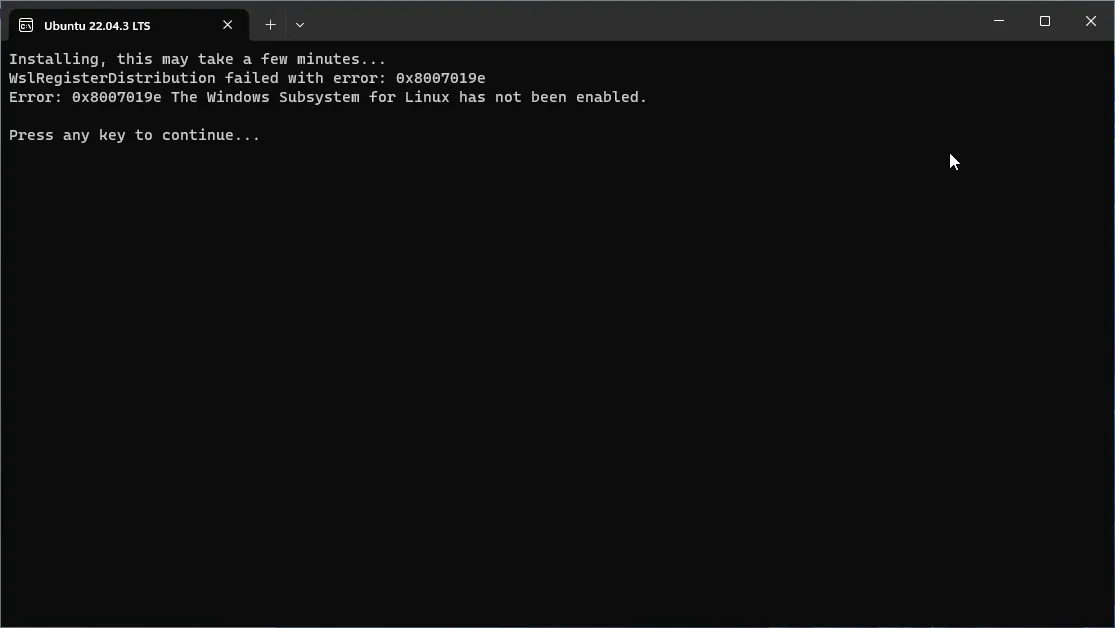 Ubuntu 22.04.3 LTS
Installing, this may take a few minutes...
WslRegisterDistribution failed with error: 0x8007019e
Error: 0x8007019e The Windows Subsystem for Linux has not been enabled.
Press any key to continue...